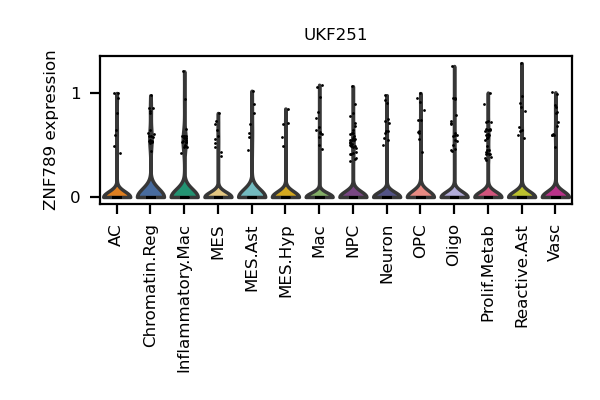 UKF251
ZNF789 expression
1
0
AC
Chromatin.Reg
Inflammatory.Mac
MES
MES.Ast
MES.Hyp
Mac
NPC
Neuron
OPC
Oligo
Prolif.Metab
Reactive.Ast
Vasc